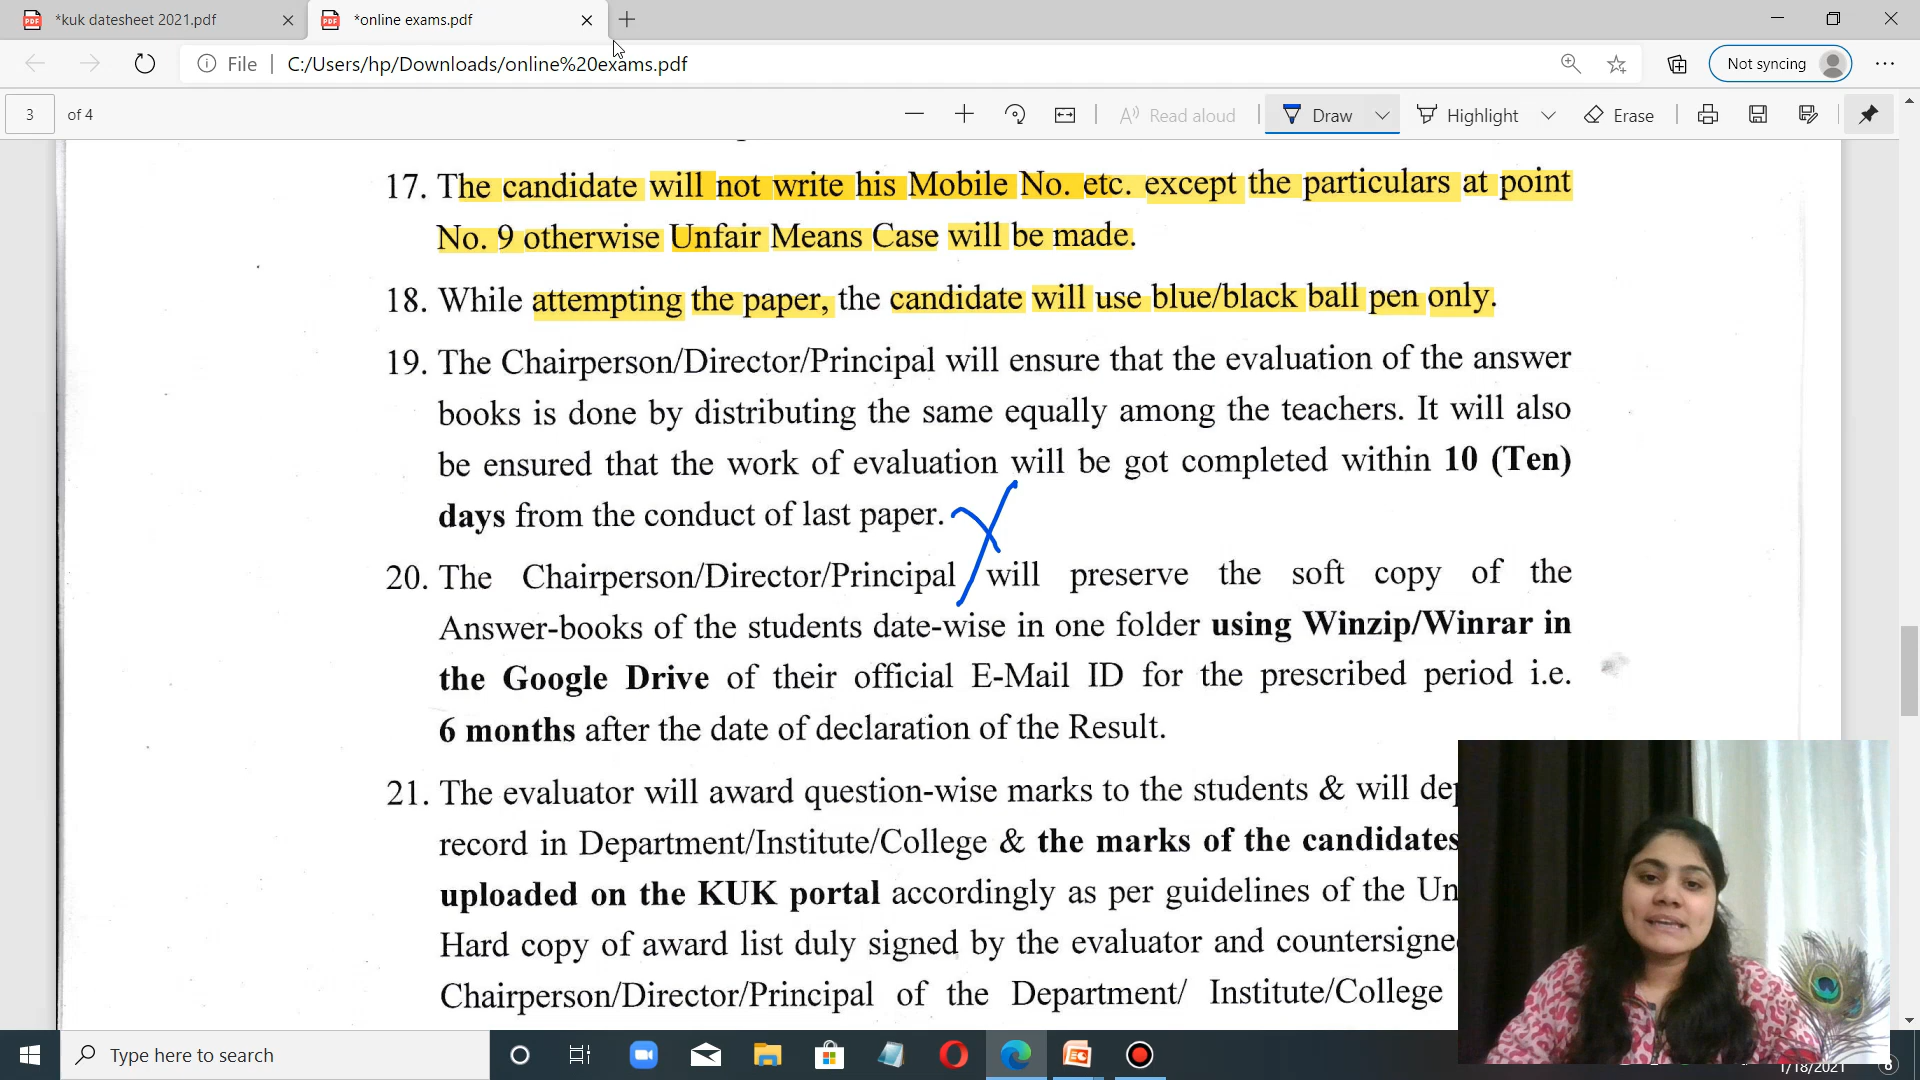 *kuk datesheet 2021.pdf
*online exams.pdf
File
C:/Users/hp/Downloads/online%20exams.pdf
Not syncing
3 of 4
Read aloud
Draw
Highlight
Erase
17. The candidate will not write his Mobile No. etc. except the particulars at point
No. 9 otherwise Unfair Means Case will be made.
18. While attempting the paper, the candidate will use blue/black ball pen only.
19. The Chairperson/Director/Principal will ensure that the evaluation of the answer
books is done by distributing the same equally among the teachers. It will also
be ensured that the work of evaluation will be got completed within 10 (Ten)
days from the conduct of last paper.
20. The Chairperson/Director/Principal will preserve the soft copy of the
Answer-books of the students date-wise in one folder using Winzip/Winrar in
the Google Drive of their official E-Mail ID for the prescribed period i.e.
6 months after the date of declaration of the Result.
21. The evaluator will award question-wise marks to the students & will
record in Department/Institute/College & the marks of the candidates
uploaded on the KUK portal accordingly as per guidelines of the
Hard copy of award list duly signed by the evaluator and
Chairperson/Director/Principal of the Department/ Institute/College
Type here to search
1/18/2021